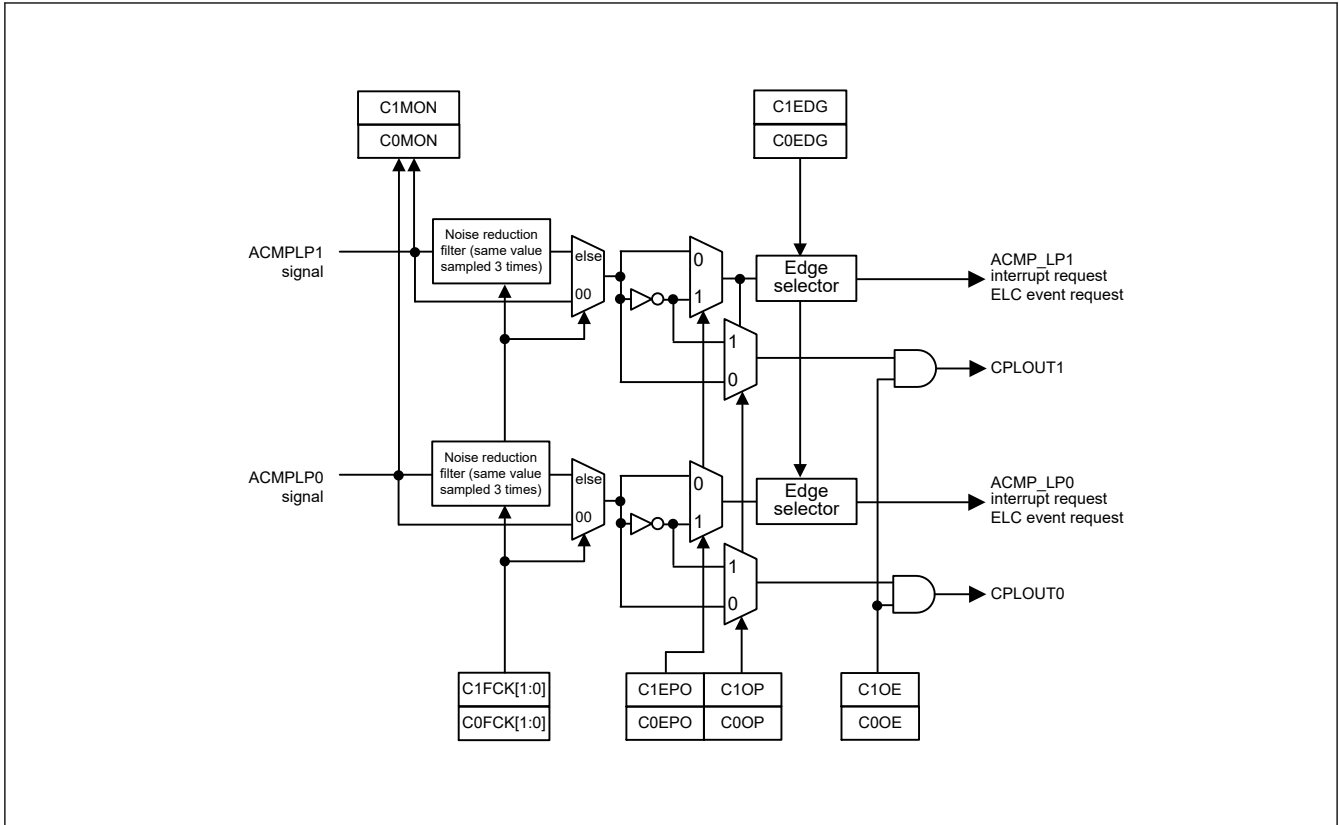 C1MON
C0MON
C1EDG
C0EDG
ACMPLP1
signal
Noise reduction
filter (same value
sampled 3 times)
else
00
0
1
Edge
selector
ACMP_LP1
interrupt request
ELC event request
1
0
CPLOUT1
ACMPLP0
signal
Noise reduction
filter (same value
sampled 3 times)
else
00
0
1
Edge
selector
ACMP_LP0
interrupt request
ELC event request
1
0
CPLOUT0
C1FCK[1:0]
C0FCK[1:0]
C1EPO
C1OP
C0EPO
C0OP
C1OE
C0OE